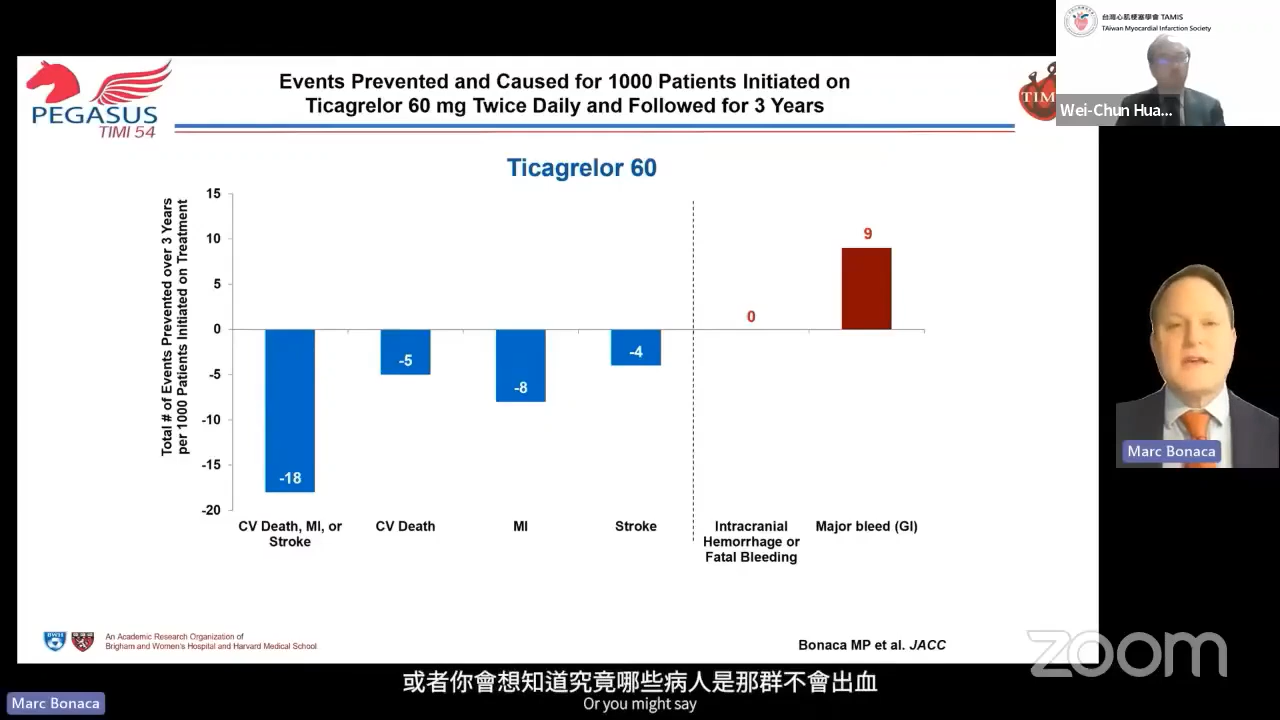 台灣心肌梗塞學會 TAMIS
TAiwan Myocardial Infarction Society
Wei-Chun Hua...
PEGASUS
TIMI 54
Events Prevented and Caused for 1000 Patients Initiated on
Ticagrelor 60 mg Twice Daily and Followed for 3 Years
TIM
Ticagrelor 60
Total # of Events Prevented over 3 Years
per 1000 Patients Initiated on Treatment
15
10
5
0
-5
-10
-15
-20
-18
-5
-8
-4
0
9
CV Death, MI, or
Stroke
CV Death
MI
Stroke
Intracranial
Hemorrhage or
Fatal Bleeding
Major bleed (GI)
Marc Bonaca
An Academic Research Organization of
Brigham and Women's Hospital and Harvard Medical School
Bonaca MP et al. JACC
zoom
或者你會想知道究竟哪些病人是那群不會出血
Or you might say
Marc Bonaca